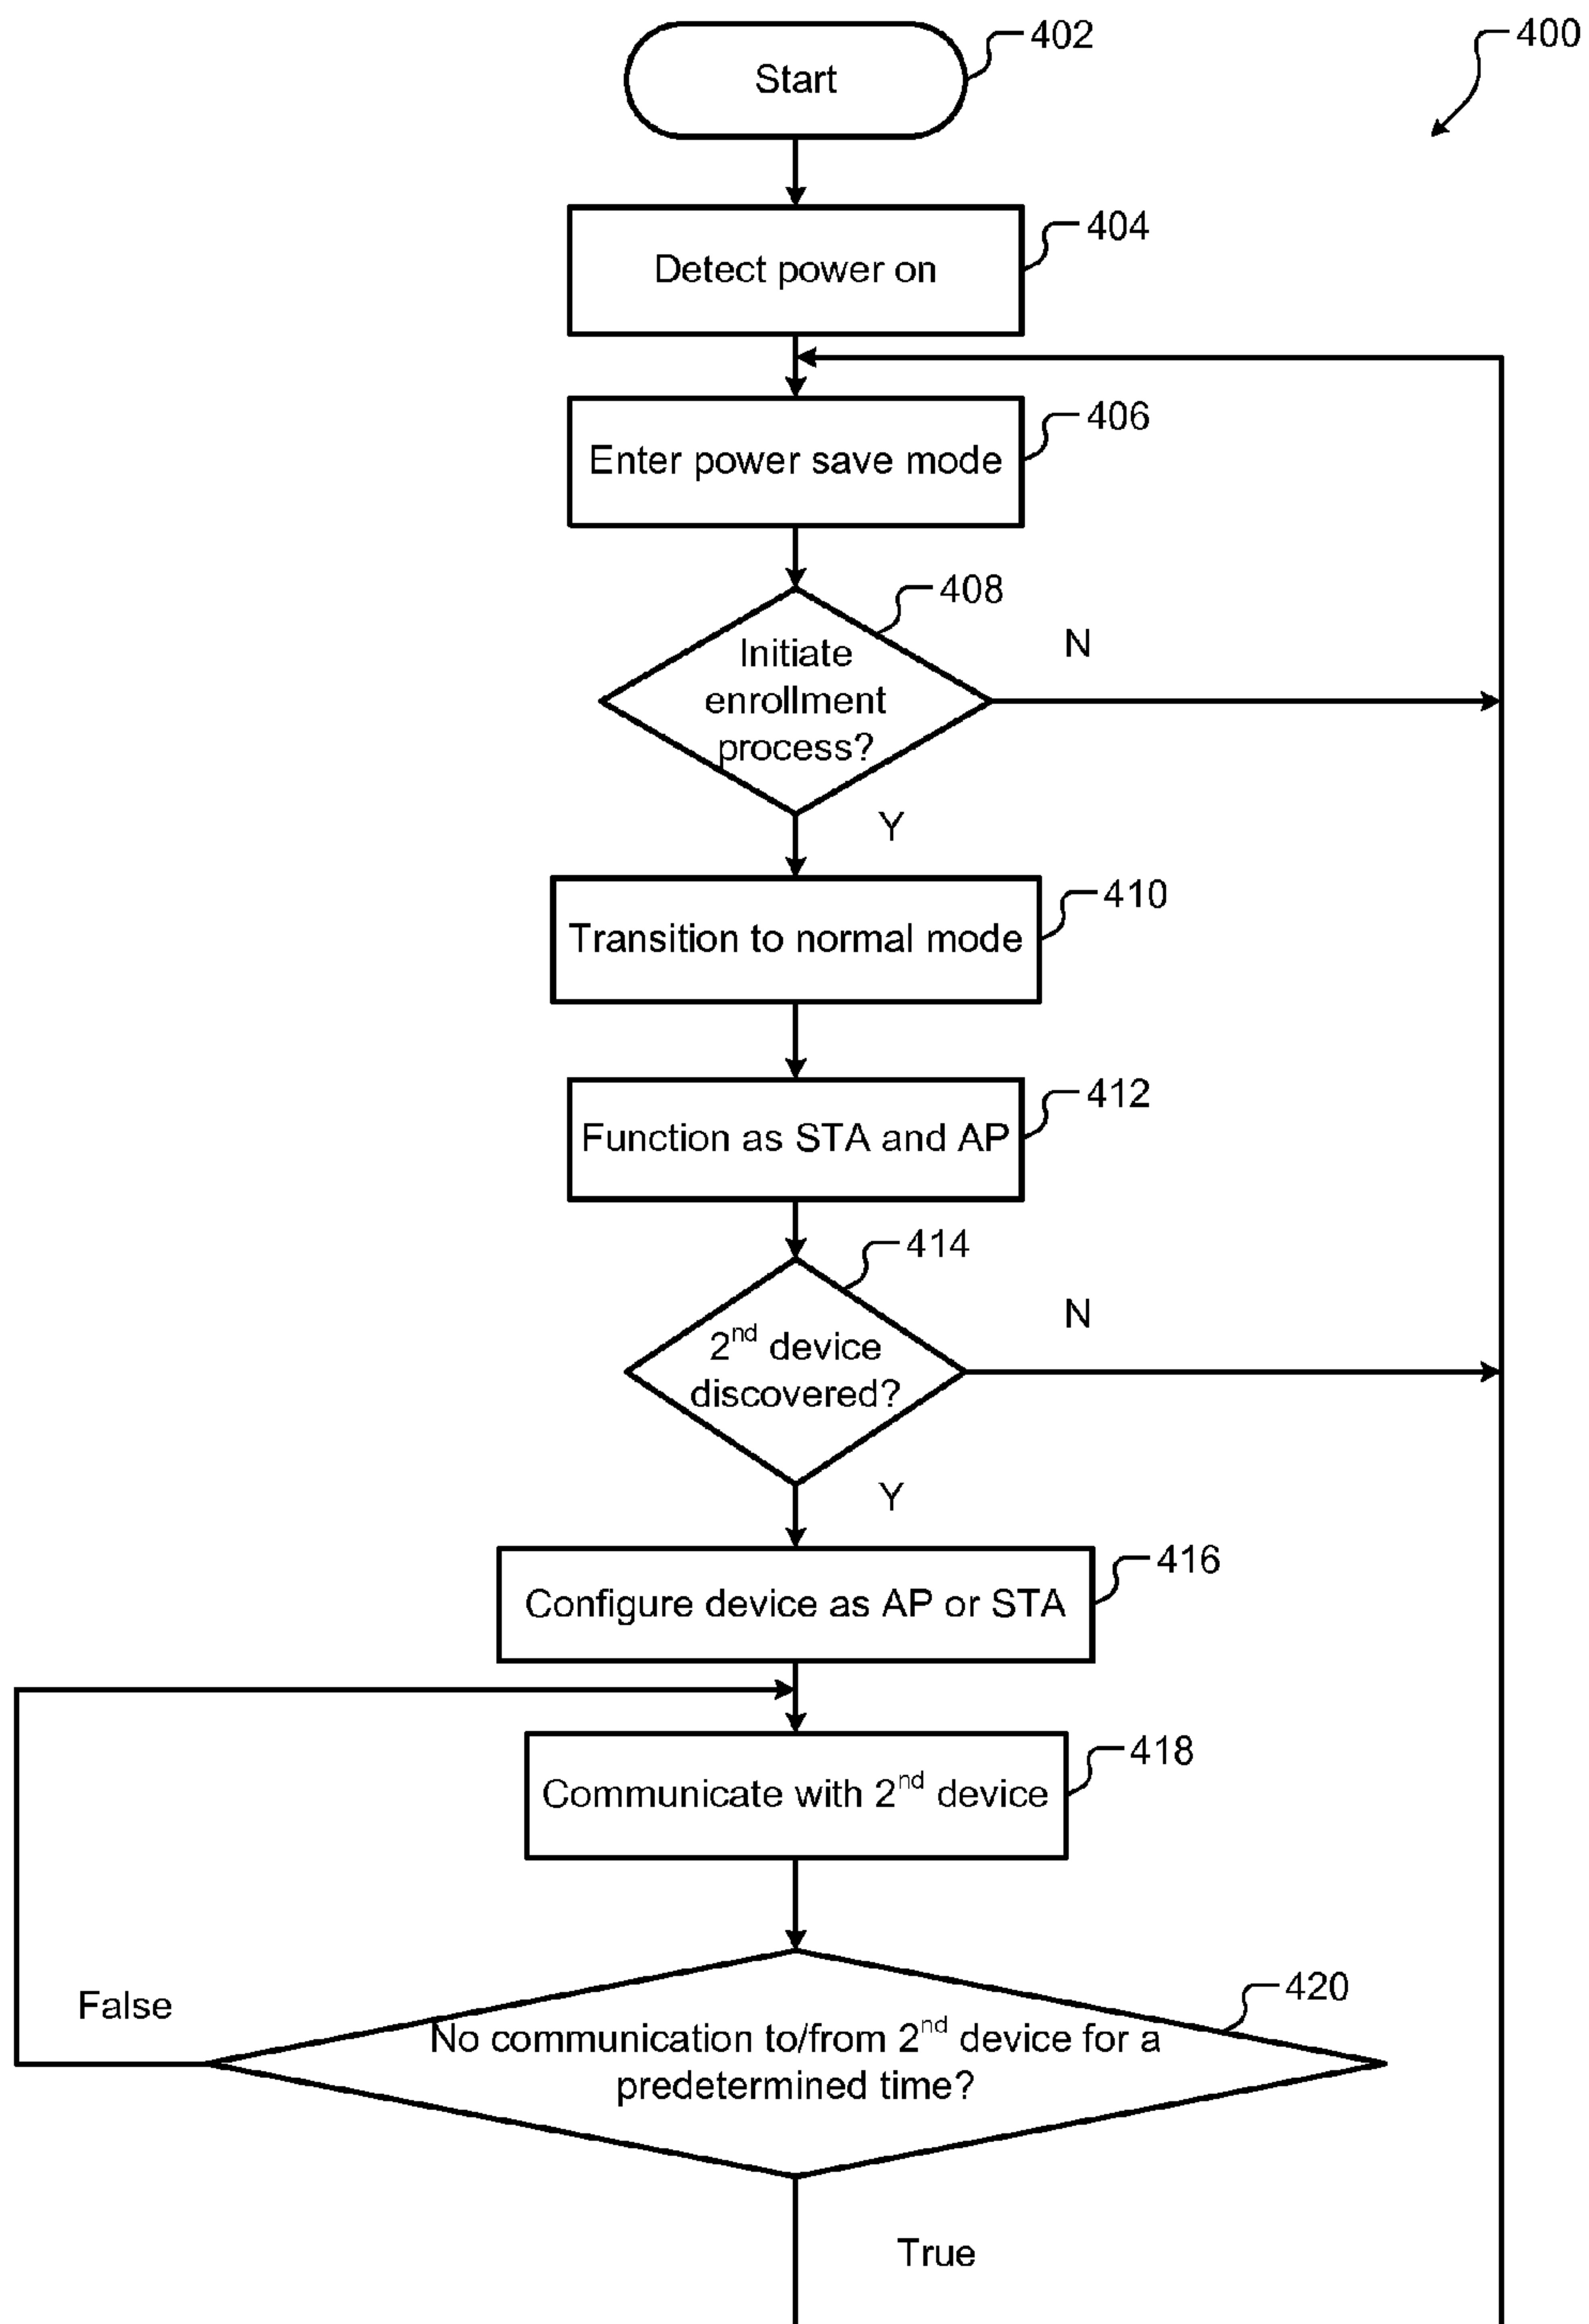 400
Start
402
Detect power on
404
Enter power save mode
406
Initiate
enrollment
process?
408
N
Y
Transition to normal mode
410
Function as STA and AP
412
2nd device
discovered?
414
N
Y
Configure device as AP or STA
416
Communicate with 2nd device
418
No communication to/from 2nd device for a
predetermined time?
420
False
True